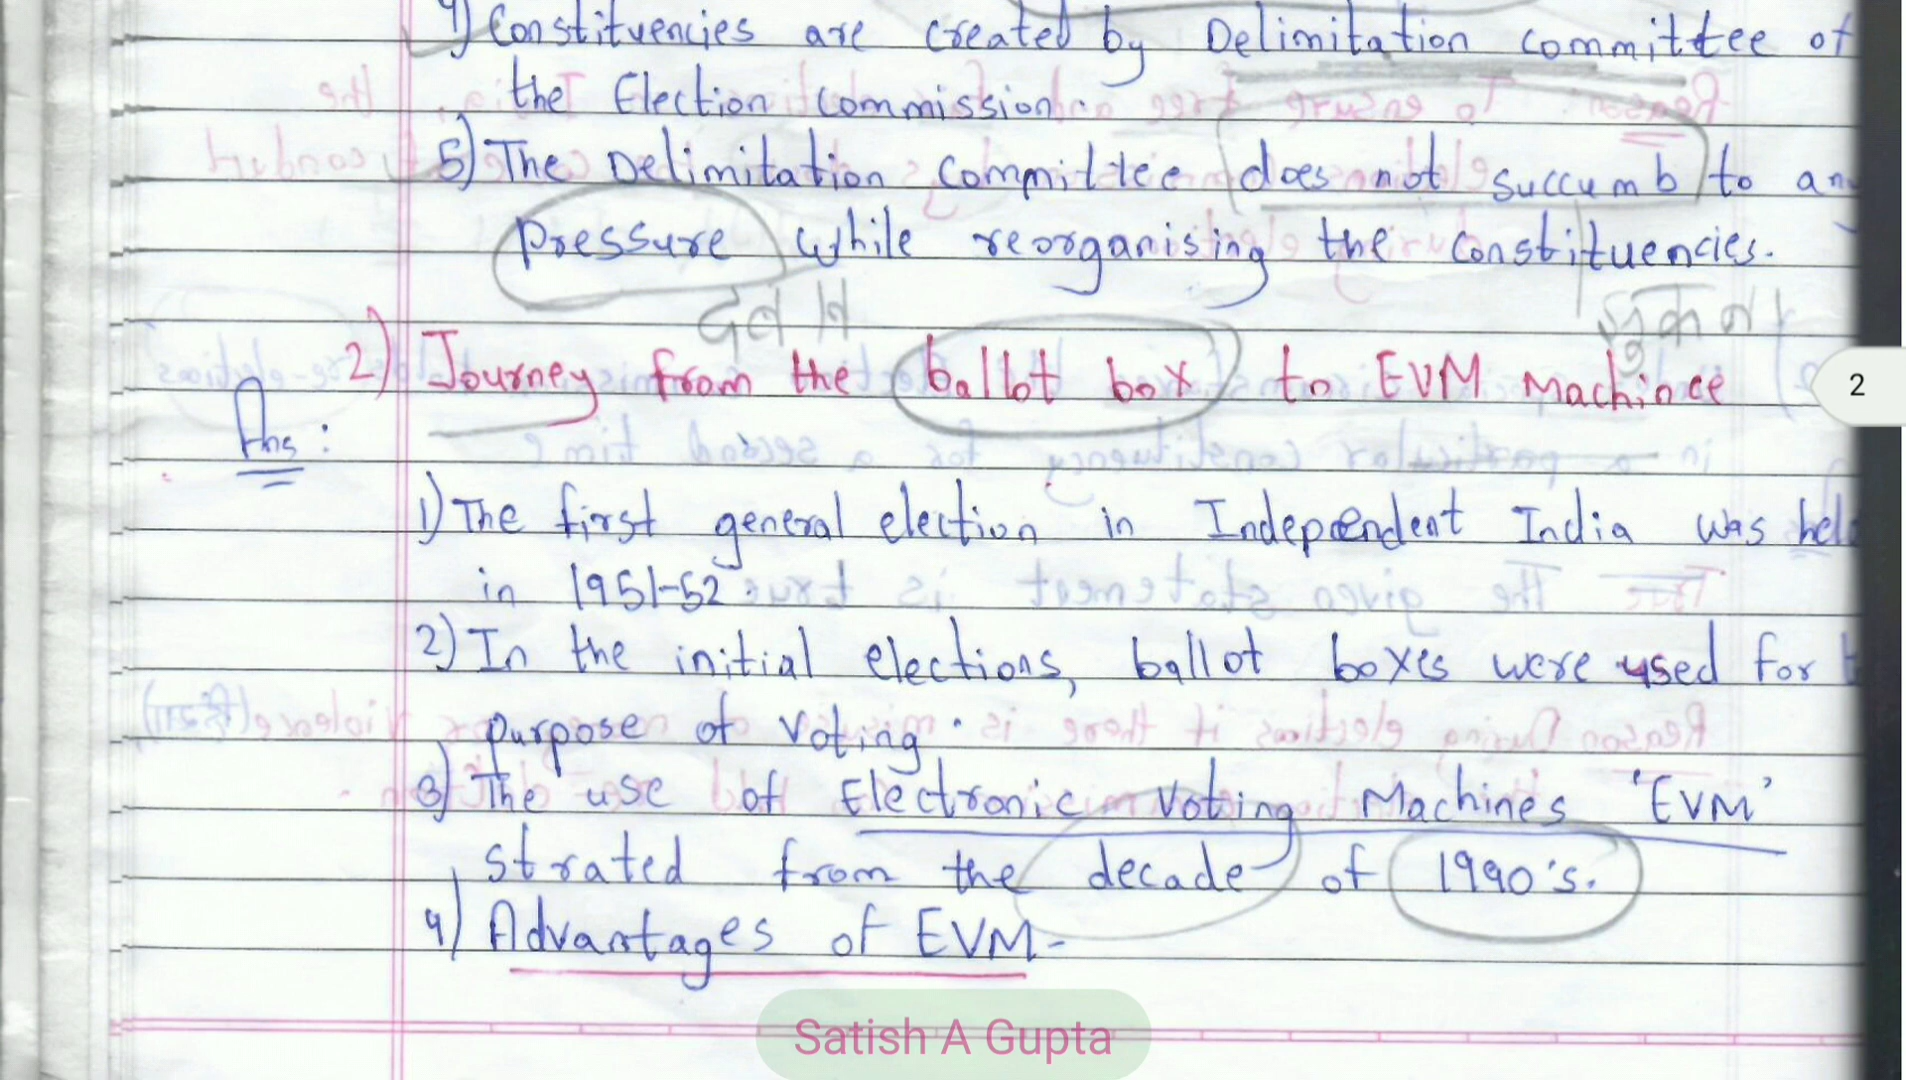 4) Constituencies are created by Delimitation committee of
the Election commission.
5) The Delimitation Committee does not succumb to any
pressure while reorganising the constituencies.
2) Journey from the ballot box to EVM Machince
2
Ans:
1) The first general election in Independent India was held
in 1951-52.
2) In the initial elections, ballot boxes were used for
purpose of voting.
3) The use of Electronic Voting Machines 'EVM'
strated from the decade of 1990's.
4) Advantages of EVM-
Satish A Gupta